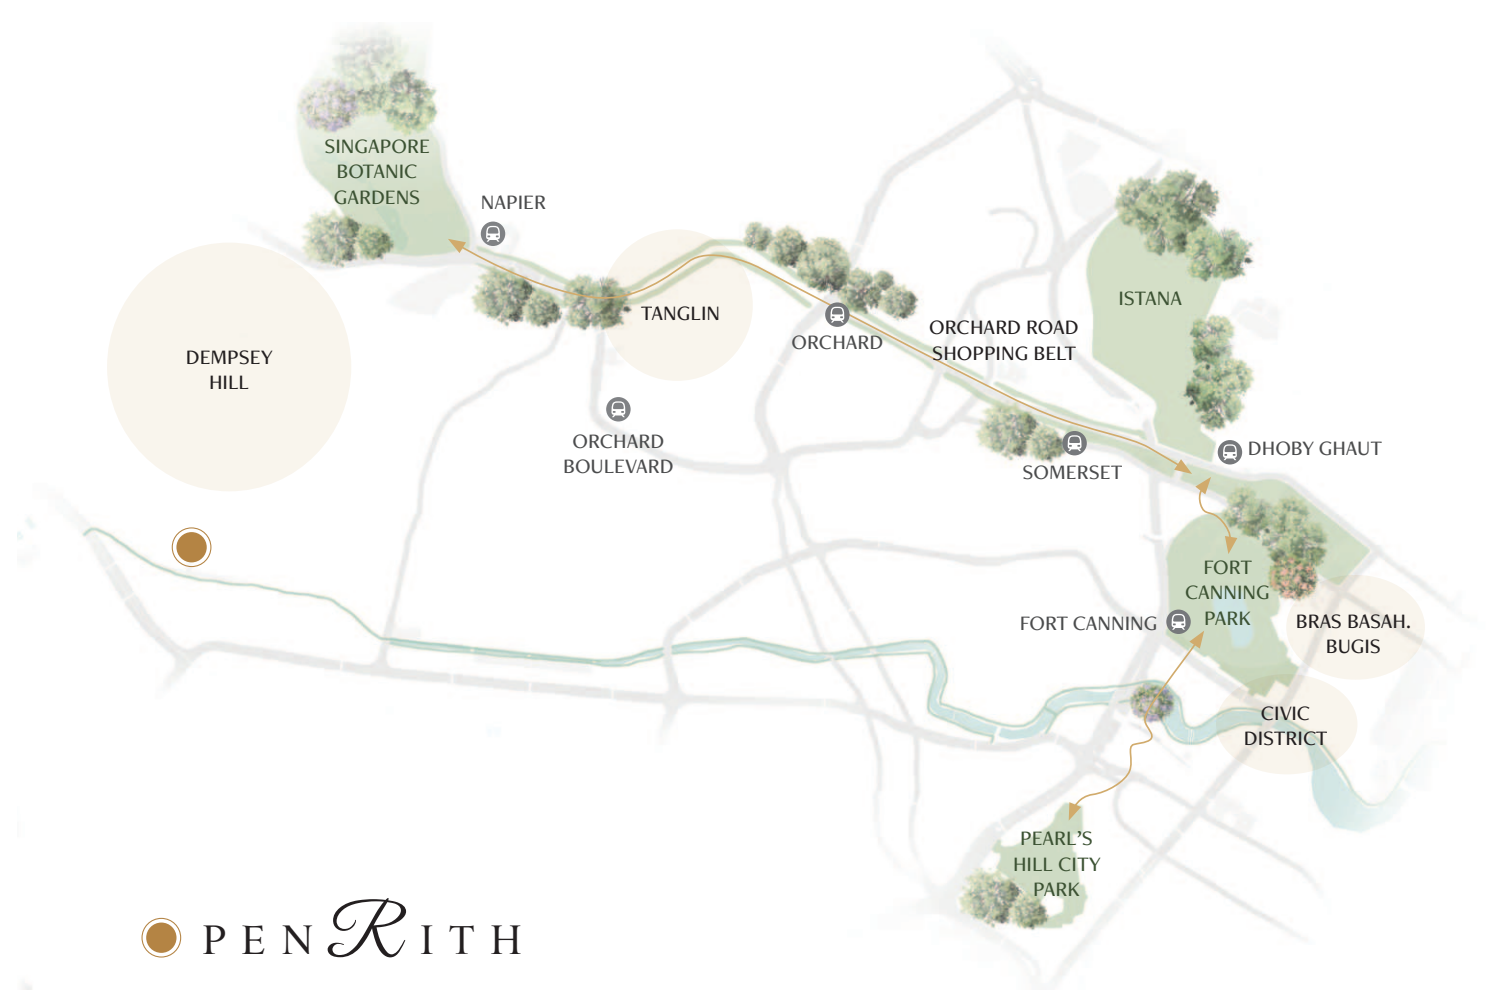 SINGAPORE
BOTANIC
GARDENS
NAPIER
DEMPSEY
HILL
TANGLIN
ORCHARD
ORCHARD ROAD
SHOPPING BELT
ISTANA
ORCHARD
BOULEVARD
SOMERSET
DHOBY GHAUT
FORT
CANNING
PARK
FORT CANNING
BRAS BASAH.
BUGIS
CIVIC
DISTRICT
PEARL'S
HILL CITY
PARK
PENRITH